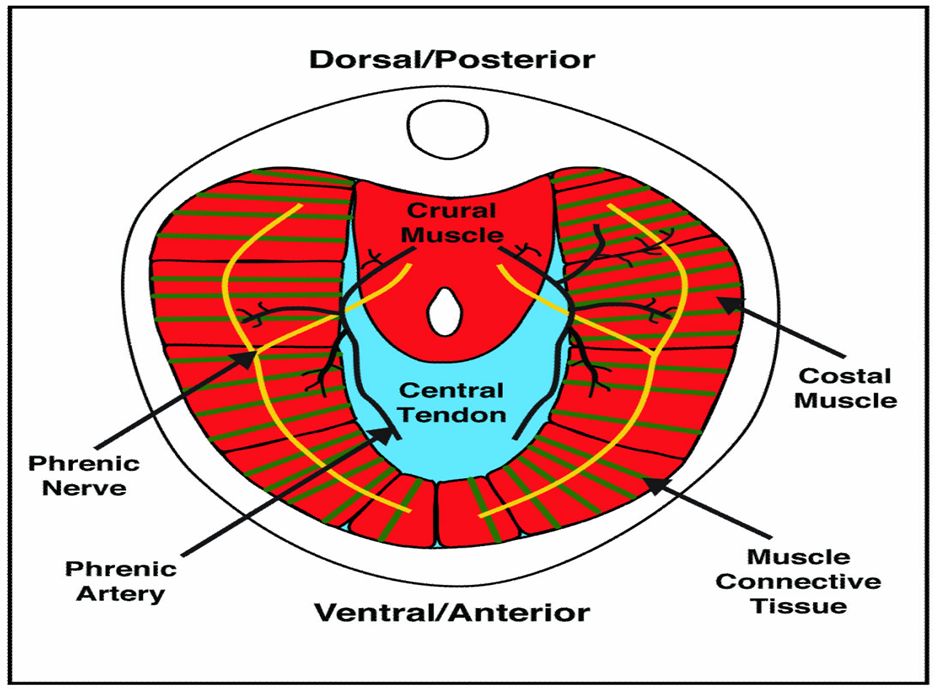 Dorsal/Posterior
Crural
Muscle
Central
Tendon
Costal
Muscle
Phrenic
Nerve
Phrenic
Artery
Muscle
Connective
Tissue
Ventral/Anterior